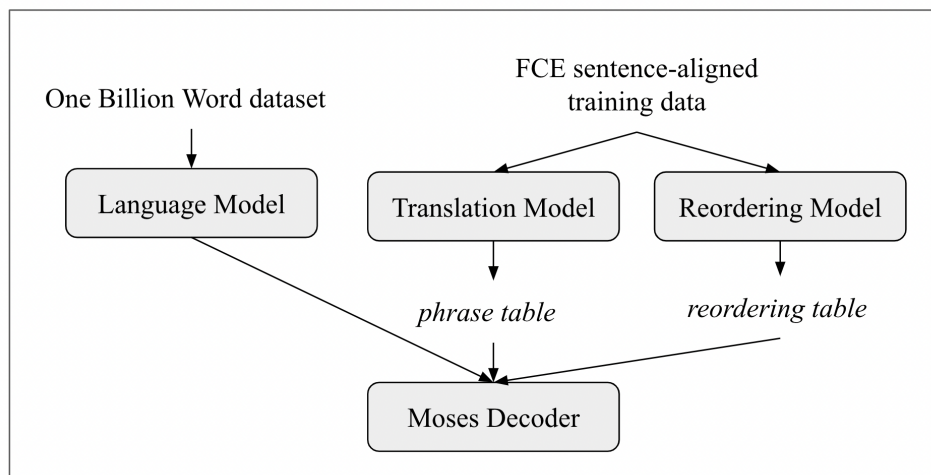 One Billion Word dataset
FCE sentence-aligned
training data
Language Model
Translation Model
Reordering Model
phrase table
reordering table
Moses Decoder